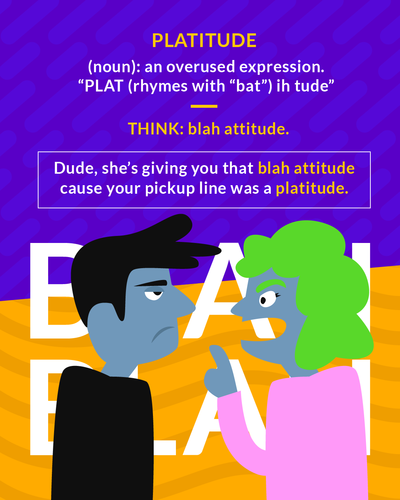 PLATITUDE
(noun): an overused expression.
“PLAT (rhymes with “bat”) ih tude”
THINK: blah attitude.
Dude, she’s giving you that blah attitude
cause your pickup line was a platitude.
BLAH
BLAH